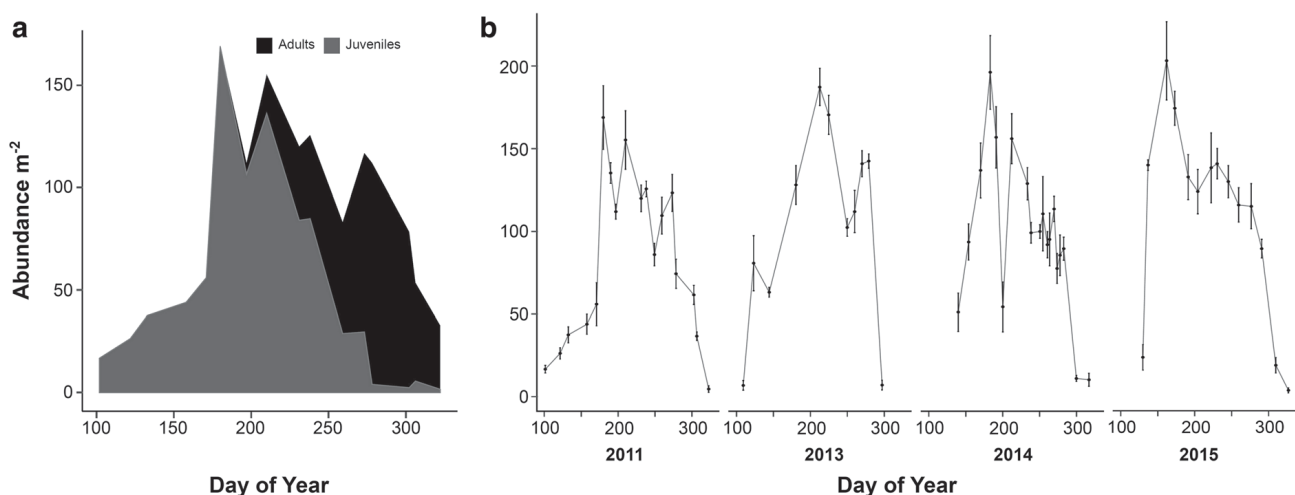 a
Adults Juveniles
Abundance m-2
150
100
50
0
100 150 200 250 300
Day of Year
b
200
150
100
50
0
100 200 300 100 200 300 100 200 300 100 200 300
2011 2013 2014 2015
Day of Year